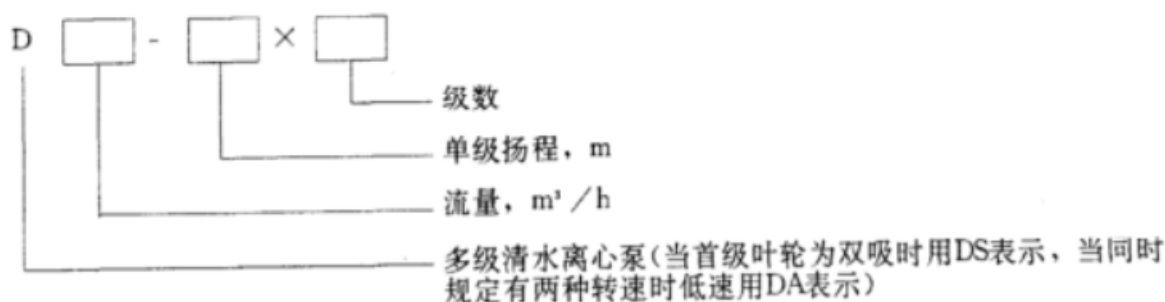 D □ - □ ×□
级数
单级扬程, m
流量, m³／h
多级清水离心泵(当首级叶轮为双吸时用DS表示、当同时
规定有两种转速时低速用DA表示)